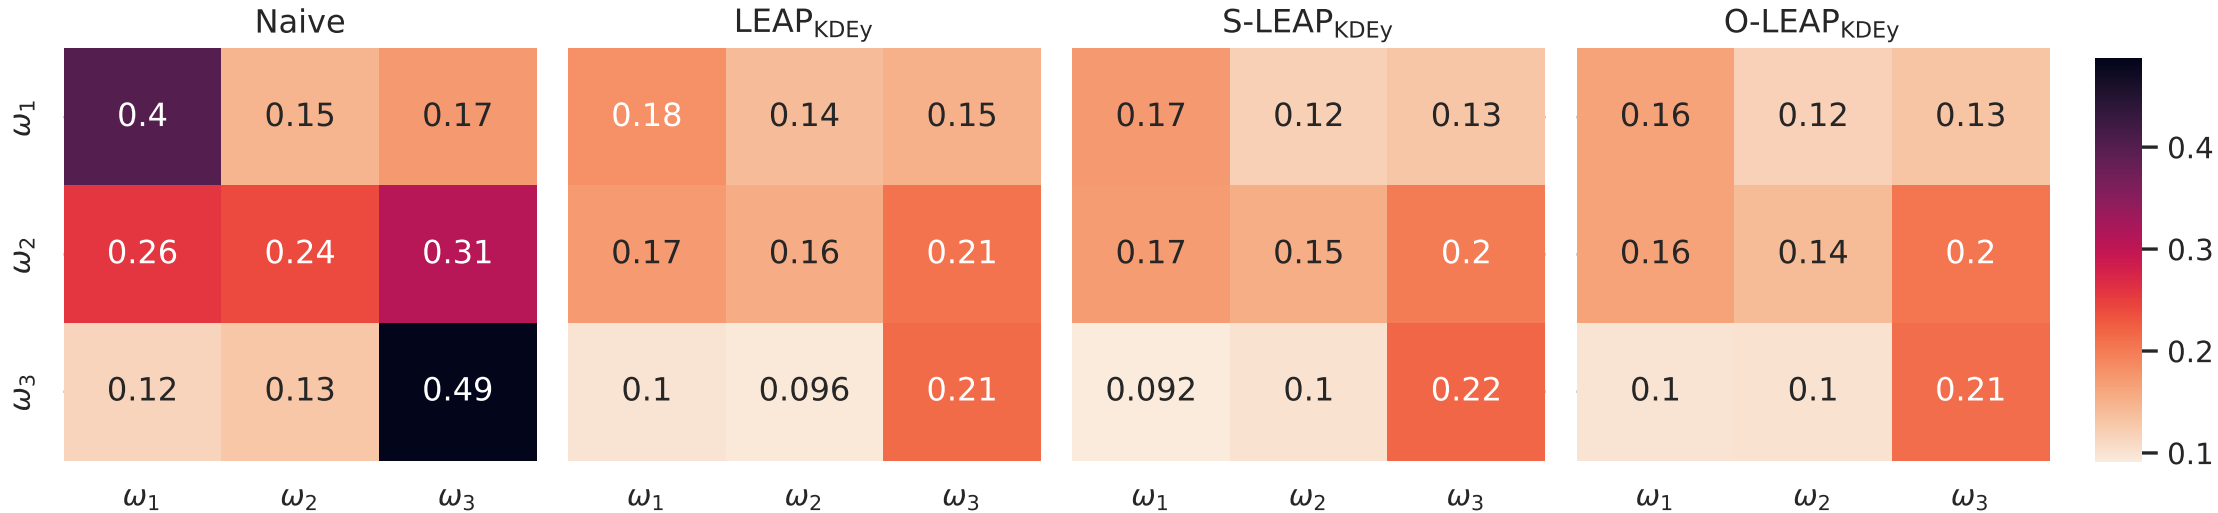 Naive LEAP_KDEy S-LEAP_KDEy O-LEAP_KDEy
ω₁ 0.4 0.15 0.17 0.18 0.14 0.15 0.17 0.12 0.13 0.16 0.12 0.13
0.4
ω₂ 0.26 0.24 0.31 0.17 0.16 0.21 0.17 0.15 0.2 0.16 0.14 0.2
0.3
0.2
ω₃ 0.12 0.13 0.49 0.1 0.096 0.21 0.092 0.1 0.22 0.1 0.1 0.21
0.1
ω₁ ω₂ ω₃ ω₁ ω₂ ω₃ ω₁ ω₂ ω₃ ω₁ ω₂ ω₃